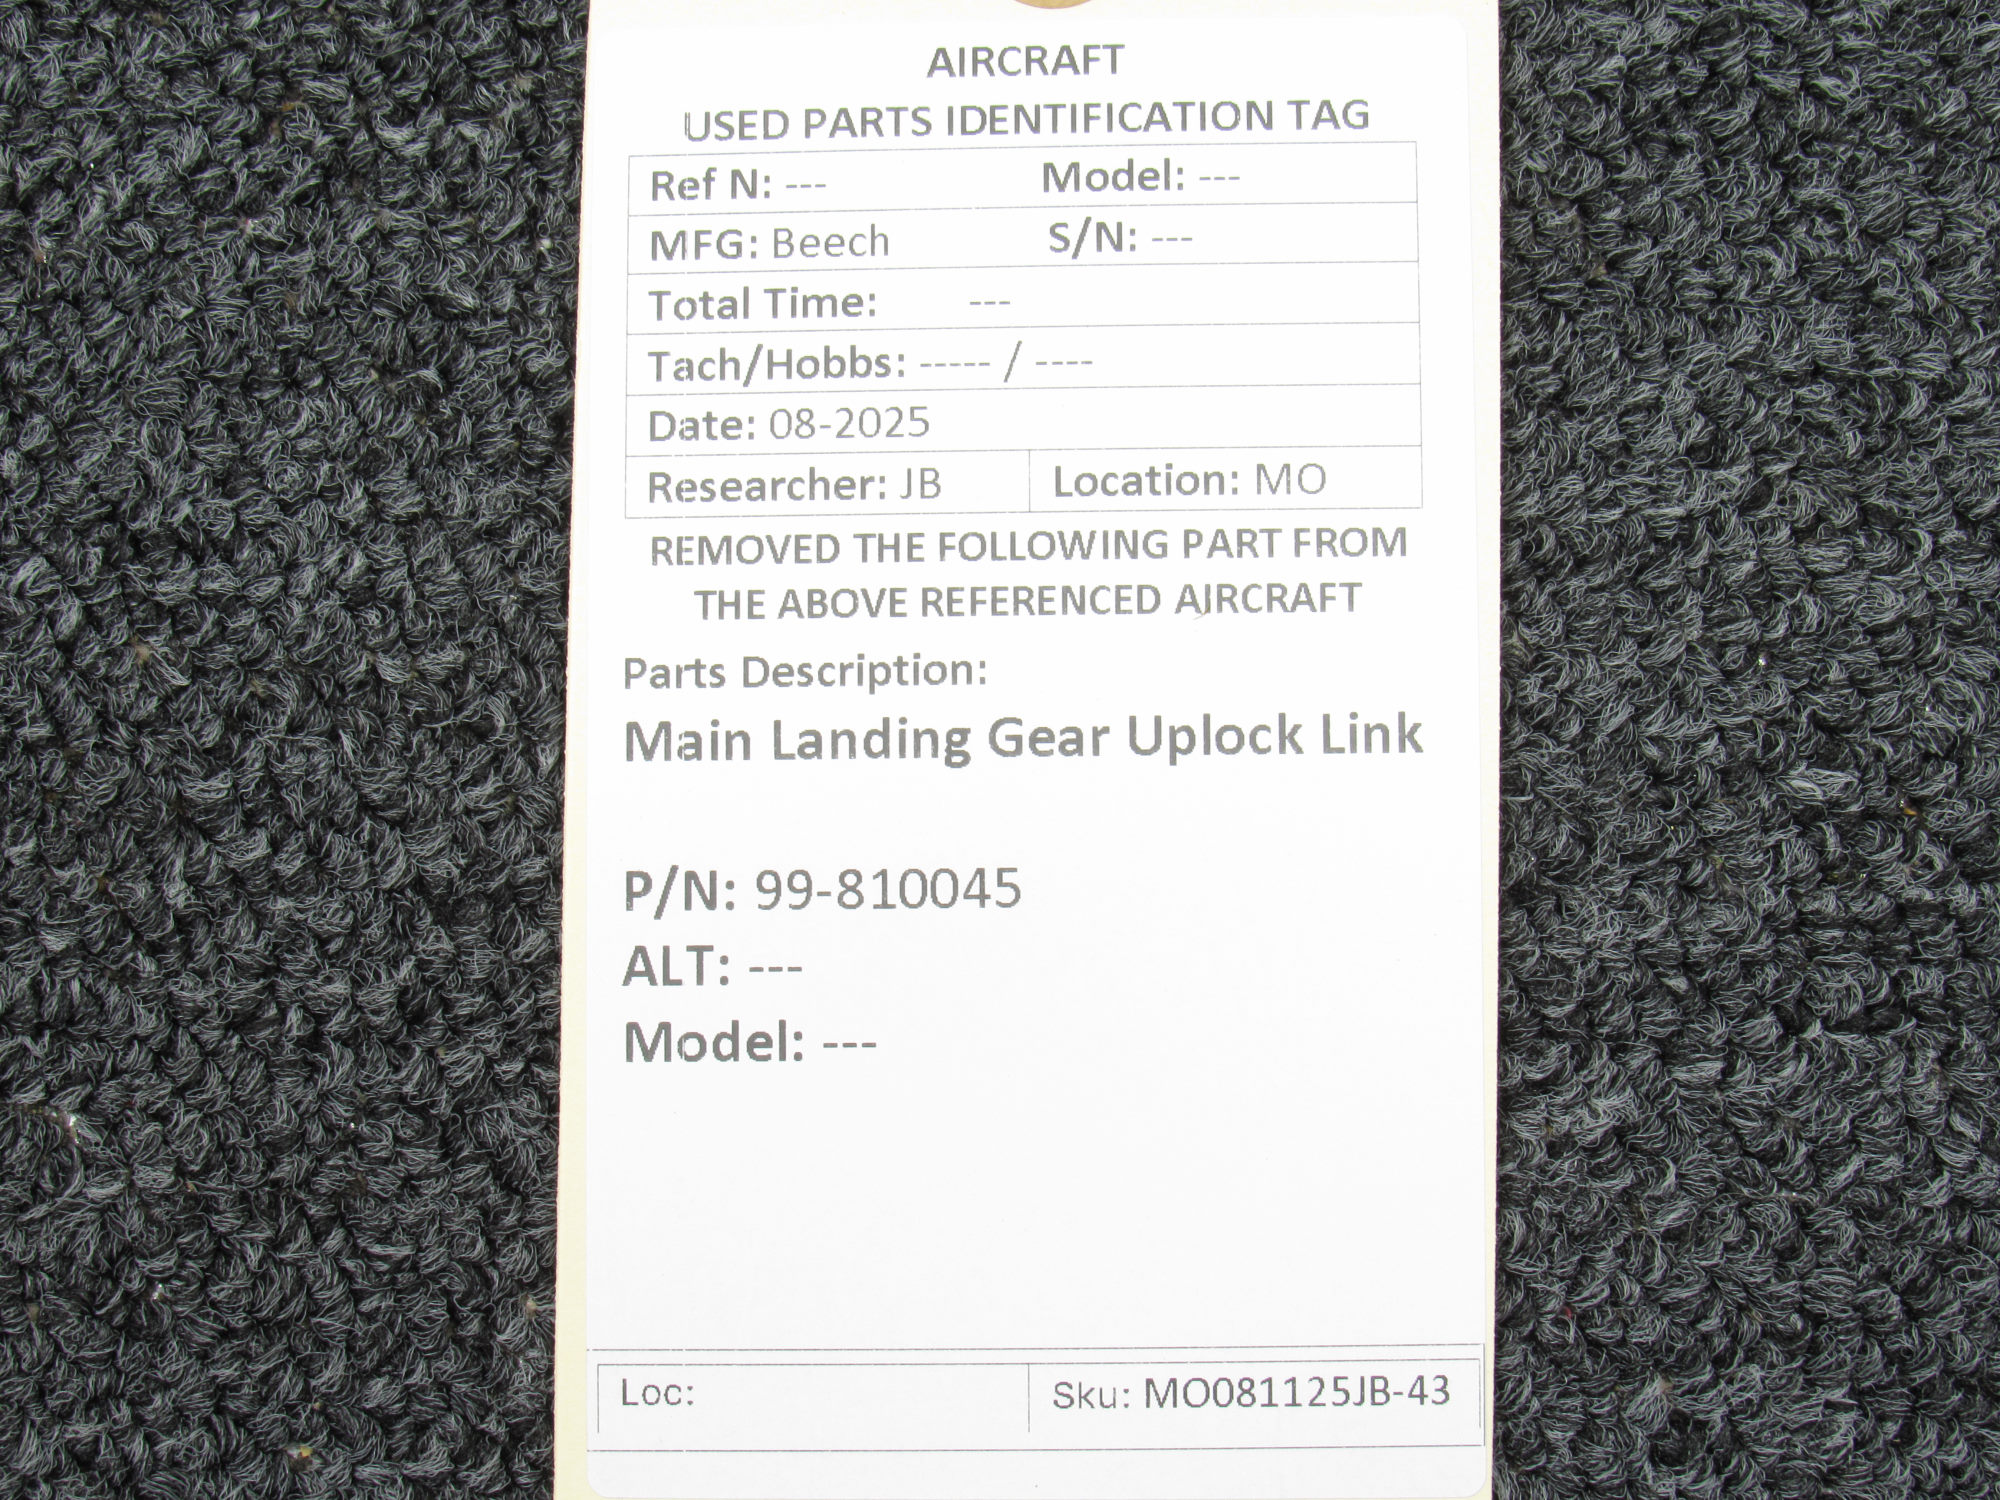 AIRCRAFT
USED PARTS IDENTIFICATION TAG
Ref N: --- Model: ---
MFG: Beech S/N: ---
Total Time: ---
Tach/Hobbs: ----- / ----
Date: 08-2025
Researcher: JB Location: MO
REMOVED THE FOLLOWING PART FROM
THE ABOVE REFERENCED AIRCRAFT
Parts Description:
Main Landing Gear Uplock Link
P/N: 99-810045
ALT: ---
Model: ---
Loc: Sku: MO081125JB-43